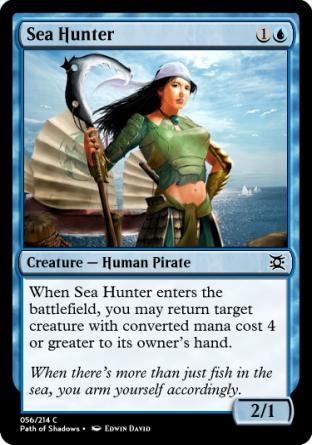 Sea Hunter 1
Creature — Human Pirate
When Sea Hunter enters the
battlefield, you may return target
creature with converted mana cost 4
or greater to its owner's hand.
When there's more than just fish in the
sea, you arm yourself accordingly.
2/1
056/214 C
Path of Shadows • Edwin David